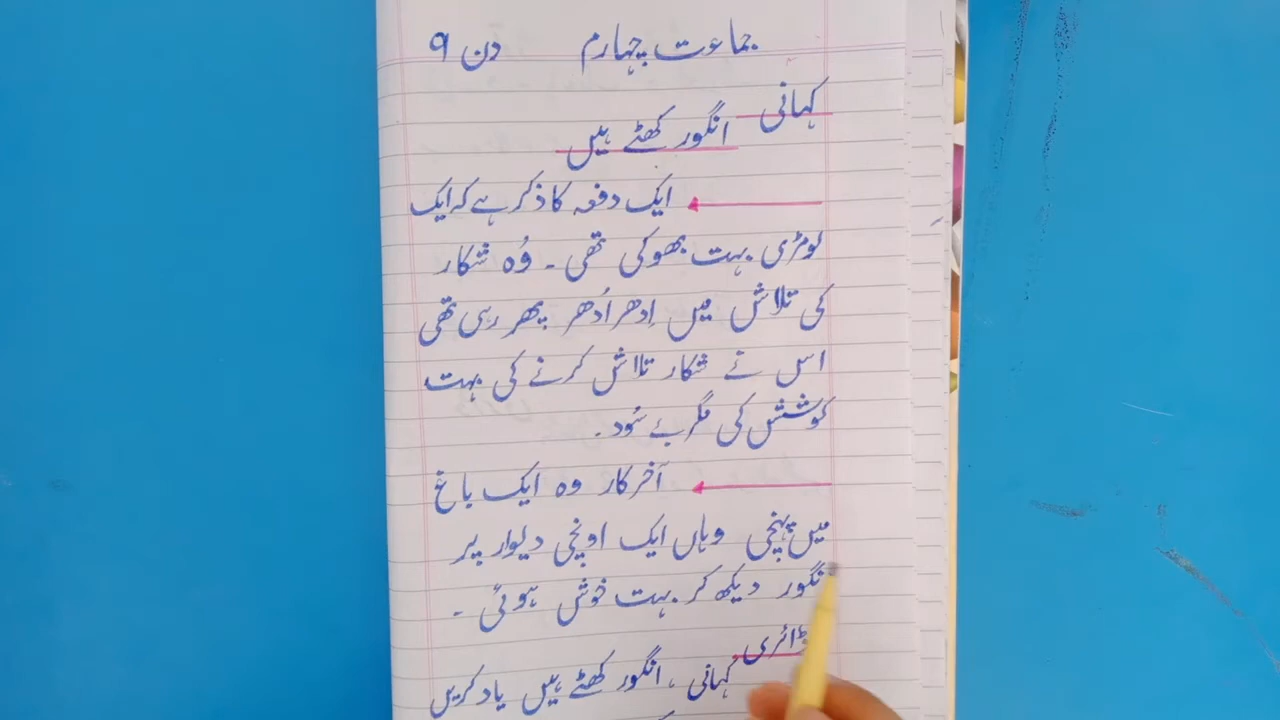 جماعت چہارم دن ۹
کہانی
انگور کھٹے ہیں
ایک دفعہ کا ذکر ہے کہ ایک
لومڑی بہت بھوکی تھی ۔ وُہ شکار
کی تلاش میں اِدھر اُدھر پھر رہی تھی
اس نے شکار تلاش کرنے کی بہت
کوشش کی مگر بے سُود ۔
آخر کار وہ ایک باغ
میں پہنچی وہاں ایک اونچی دیوار پر
انگور دیکھ کر بہت خوش ہوئی ۔
ڈائری
کہانی ، انگور کھٹے ہیں یاد کریں